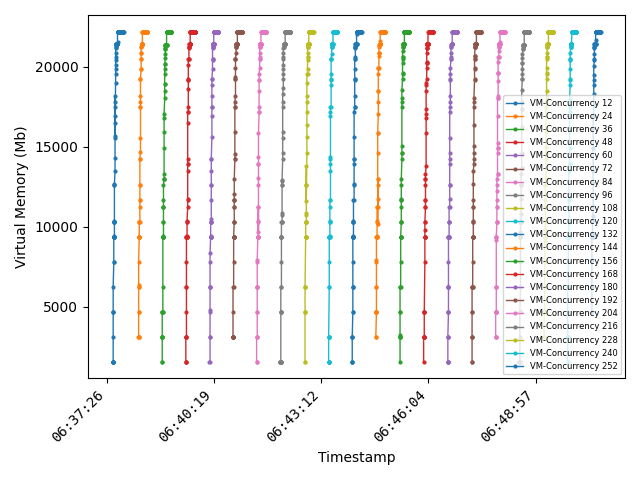 Virtual Memory (Mb)
20000
15000
10000
5000
VM-Concurrency 12
24
VM-Concurrency 36
VM-Concurrency 48
VM-Concurrency 60
VM-Concurrency 72
VM-Concurrency 84
VM-Concurrency 96
VM-Concurrency 108
VM-Concurrency 120
VM-Concurrency 132
VM-Concurrency 144
VM-Concurrency 156
VM-Concurrency 168
VM-Concurrency 180
VM-Concurrency 192
VM-Concurrency 204
VM-Concurrency 216
VM-Concurrency 228
VM-Concurrency 240
VM-Concurrency 252
06:37:26
06:40:19
06:43:12
06:46:04
06:48:57
Timestamp